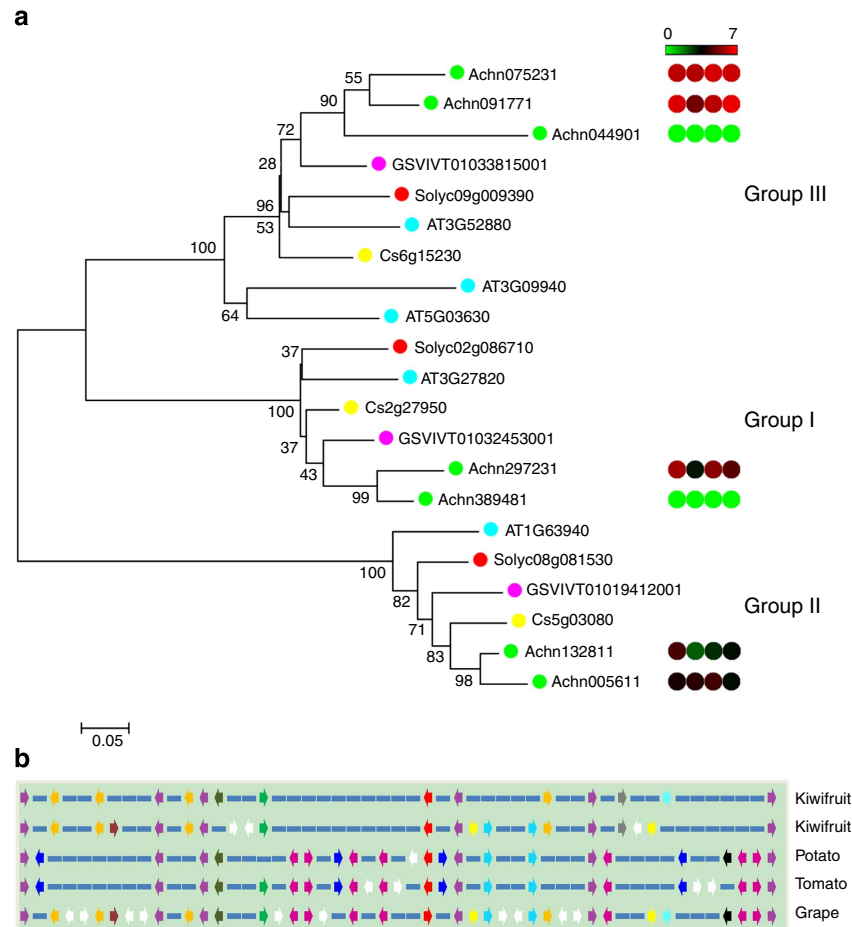 a
0 7
55 Achn075231
90 Achn091771
Achn044901
72
28 GSVIVT01033815001
Solyc09g009390
Group III
96
53 AT3G52880
100 Cs6g15230
AT3G09940
64 AT5G03630
37 Solyc02g086710
AT3G27820
100 Cs2g27950
Group I
37 GSVIVT01032453001
43 Achn297231
99 Achn389481
AT1G63940
100 Solyc08g081530
82 GSVIVT01019412001
Group II
71 Cs5g03080
83 Achn132811
98 Achn005611
0.05
b
Kiwifruit
Kiwifruit
Potato
Tomato
Grape